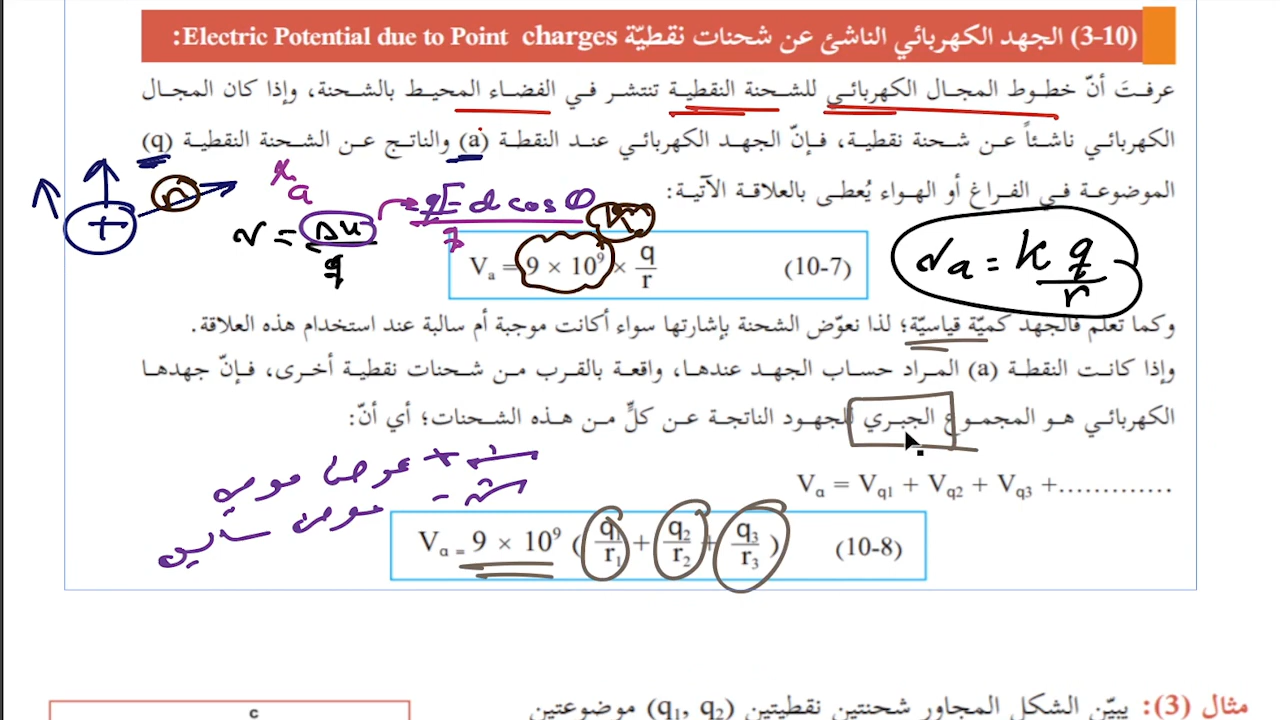 (3-10) الجهد الكهربائي الناشئ عن شحنات نقطيّة Electric Potential due to Point charges:
عرفتَ أنّ خطوط المجال الكهربائي للشحنة النقطية تنتشر في الفضاء المحيط بالشحنة، وإذا كان المجال
الكهربائي ناشئاً عن شحنة نقطية، فإنّ الجهد الكهربائي عند النقطة (a) والناتج عن الشحنة النقطية (q)
الموضوعة في الفراغ أو الهواء يُعطى بالعلاقة الآتية:
+ r
a
v = Δu / q
qE d cos θ / q
Va = 9 × 10⁹ × q / r (10-7)
Va = k q / r
وكما تعلم فالجهد كميّة قياسيّة؛ لذا نعوّض الشحنة بإشارتها سواء أكانت موجبة أم سالبة عند استخدام هذه العلاقة.
وإذا كانت النقطة (a) المراد حساب الجهد عندها، واقعة بالقرب من شحنات نقطية أخرى، فإنّ جهدها
الكهربائي هو المجموع الجبري للجهود الناتجة عن كلٍّ من هذه الشحنات؛ أي أنّ:
Va = Vq1 + Vq2 + Vq3 +.............
Va = 9 × 10⁹ ( q1 / r1 + q2 / r2 + q3 / r3 ) (10-8)
مثال (3): يبيّن الشكل المجاور شحنتين نقطيتين (q1, q2) موضوعتين
c